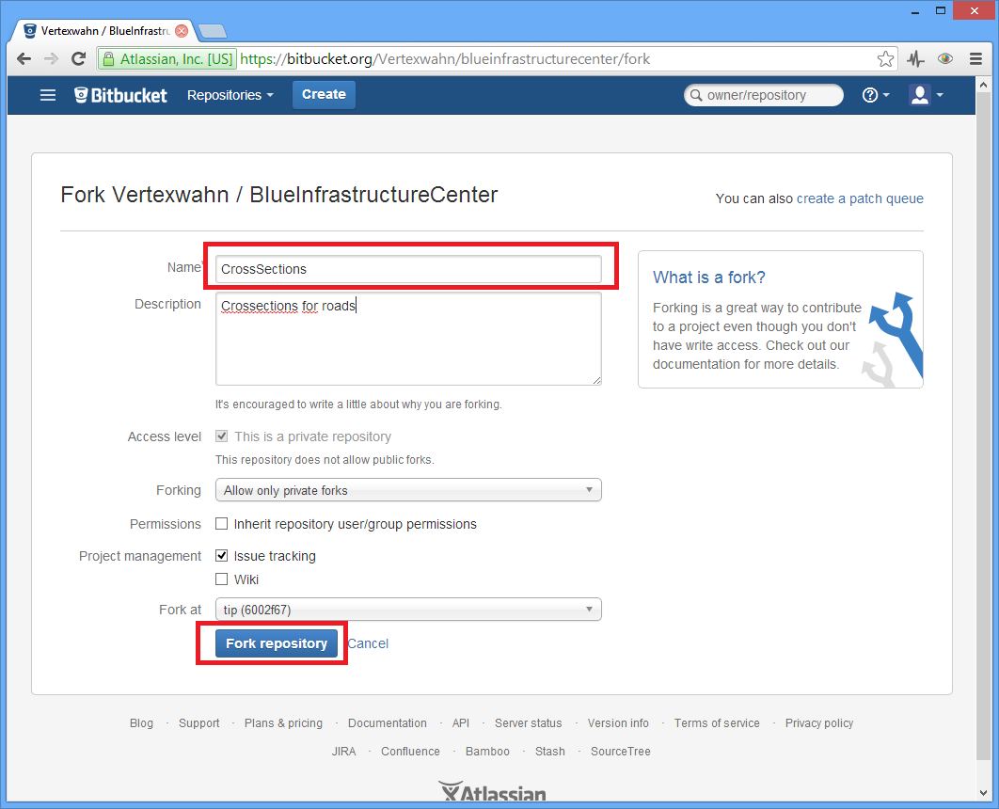 Vertexwahn / BlueInfrastru
Atlassian, Inc. [US] https://bitbucket.org/Vertexwahn/blueinfrastructurecenter/fork
Bitbucket Repositories Create owner/repository
Fork Vertexwahn / BlueInfrastructureCenter
You can also create a patch queue
Name*
CrossSections
Description
Crossections for roads
It's encouraged to write a little about why you are forking.
What is a fork?
Forking is a great way to contribute
to a project even though you don't
have write access. Check out our
documentation for more details.
Access level This is a private repository
This repository does not allow public forks.
Forking Allow only private forks
Permissions Inherit repository user/group permissions
Project management Issue tracking
Wiki
Fork at tip (6002f67)
Fork repository Cancel
Blog · Support · Plans & pricing · Documentation · API · Server status · Version info · Terms of service · Privacy policy
JIRA · Confluence · Bamboo · Stash · SourceTree
Atlassian